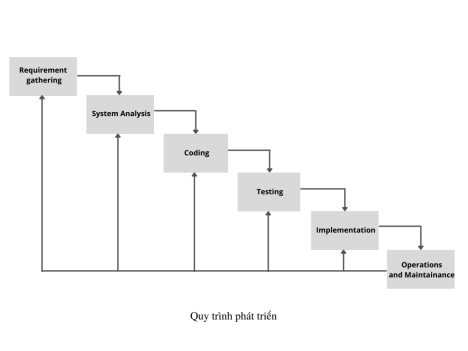 Requirement
gathering
System Analysis
Coding
Testing
Implementation
Operations
and Maintainance
Quy trình phát triển